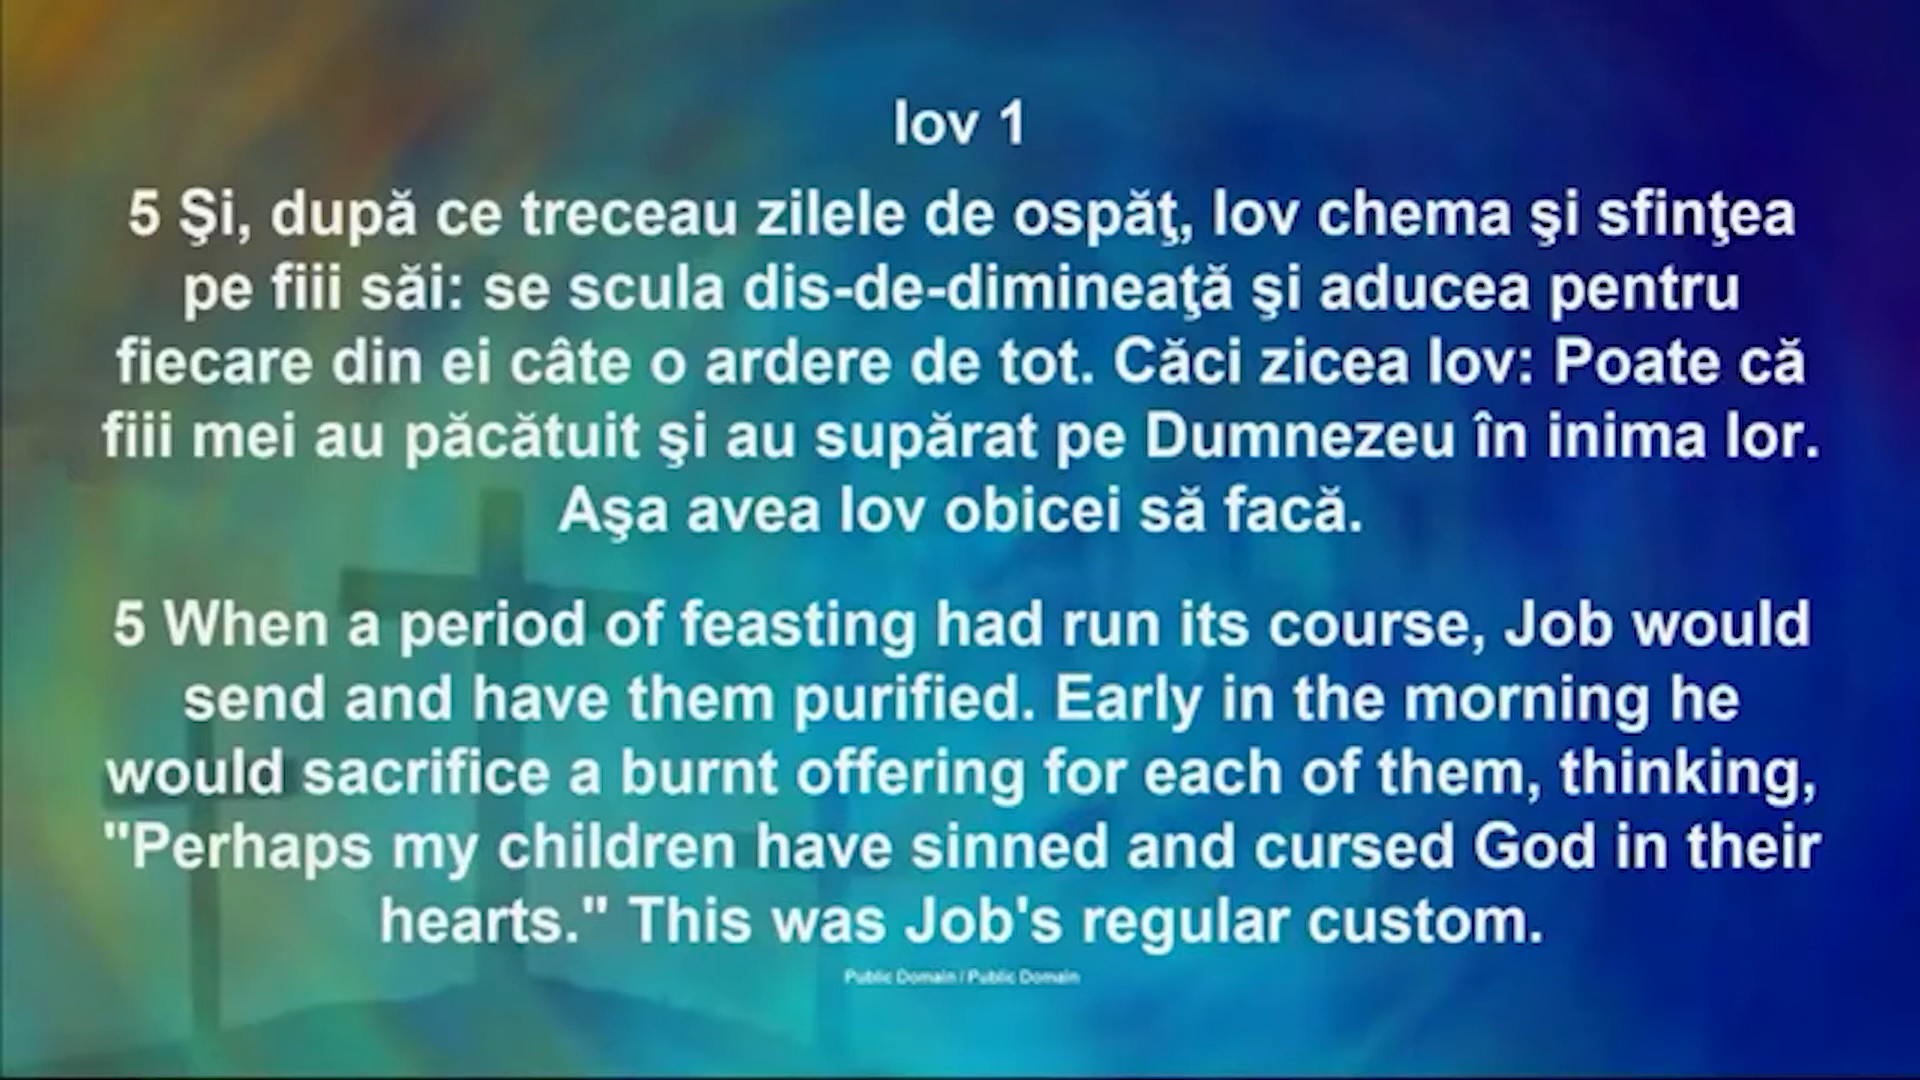 Iov 1
5 Şi, după ce treceau zilele de ospăţ, Iov chema şi sfinţea
pe fiii săi: se scula dis-de-dimineaţă şi aducea pentru
fiecare din ei câte o ardere de tot. Căci zicea Iov: Poate că
fiii mei au păcătuit şi au supărat pe Dumnezeu în inima lor.
Aşa avea Iov obicei să facă.
5 When a period of feasting had run its course, Job would
send and have them purified. Early in the morning he
would sacrifice a burnt offering for each of them, thinking,
"Perhaps my children have sinned and cursed God in their
hearts." This was Job's regular custom.
Public Domain / Public Domain